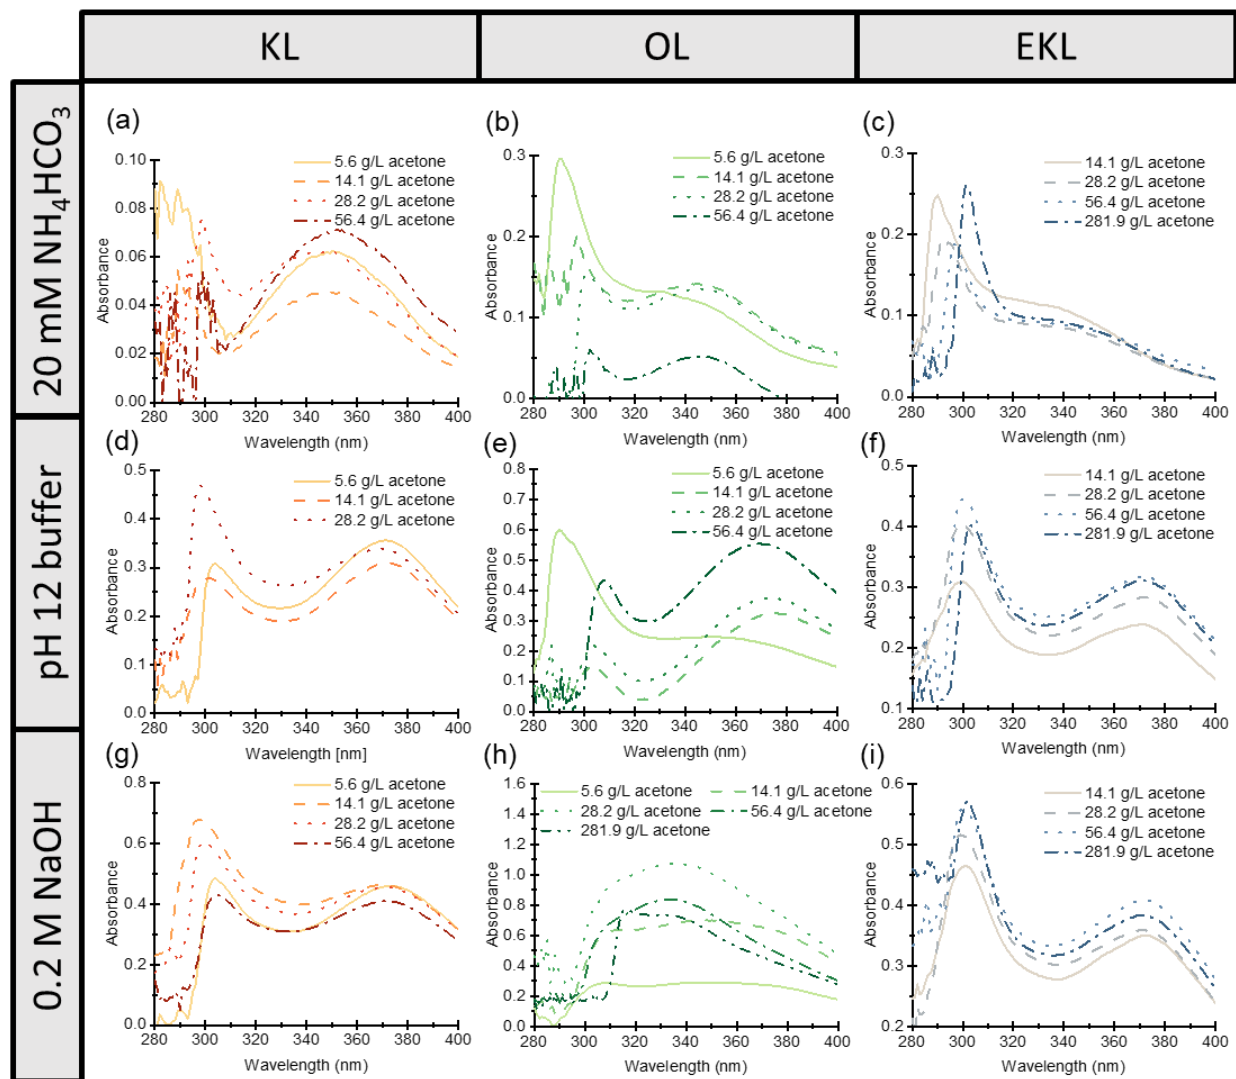 KL
OL
EKL
20 mM NH₄HCO₃
(a)
0.10
0.08
0.06
0.04
0.02
0.00
Absorbance
5.6 g/L acetone
14.1 g/L acetone
28.2 g/L acetone
56.4 g/L acetone
280 300 320 340 360 380 400
Wavelength (nm)
(b)
0.3
0.2
0.1
0.0
Absorbance
5.6 g/L acetone
14.1 g/L acetone
28.2 g/L acetone
56.4 g/L acetone
280 300 320 340 360 380 400
Wavelength (nm)
(c)
0.3
0.2
0.1
0.0
Absorbance
14.1 g/L acetone
28.2 g/L acetone
56.4 g/L acetone
281.9 g/L acetone
280 300 320 340 360 380 400
Wavelength (nm)
pH 12 buffer
(d)
0.5
0.4
0.3
0.2
0.1
0.0
Absorbance
5.6 g/L acetone
14.1 g/L acetone
28.2 g/L acetone
280 300 320 340 360 380 400
Wavelength [nm]
(e)
0.8
0.7
0.6
0.5
0.4
0.3
0.2
0.1
0.0
Absorbance
5.6 g/L acetone
14.1 g/L acetone
28.2 g/L acetone
56.4 g/L acetone
280 300 320 340 360 380 400
Wavelength (nm)
(f)
0.5
0.4
0.3
0.2
0.1
Absorbance
14.1 g/L acetone
28.2 g/L acetone
56.4 g/L acetone
281.9 g/L acetone
280 300 320 340 360 380 400
Wavelength (nm)
0.2 M NaOH
(g)
0.8
0.6
0.4
0.2
0.0
Absorbance
5.6 g/L acetone
14.1 g/L acetone
28.2 g/L acetone
56.4 g/L acetone
280 300 320 340 360 380 400
Wavelength (nm)
(h)
1.6
1.4
1.2
1.0
0.8
0.6
0.4
0.2
0.0
Absorbance
5.6 g/L acetone 14.1 g/L acetone
28.2 g/L acetone 56.4 g/L acetone
281.9 g/L acetone
280 300 320 340 360 380 400
Wavelength (nm)
(i)
0.6
0.5
0.4
0.3
0.2
Absorbance
14.1 g/L acetone
28.2 g/L acetone
56.4 g/L acetone
281.9 g/L acetone
280 300 320 340 360 380 400
Wavelength (nm)